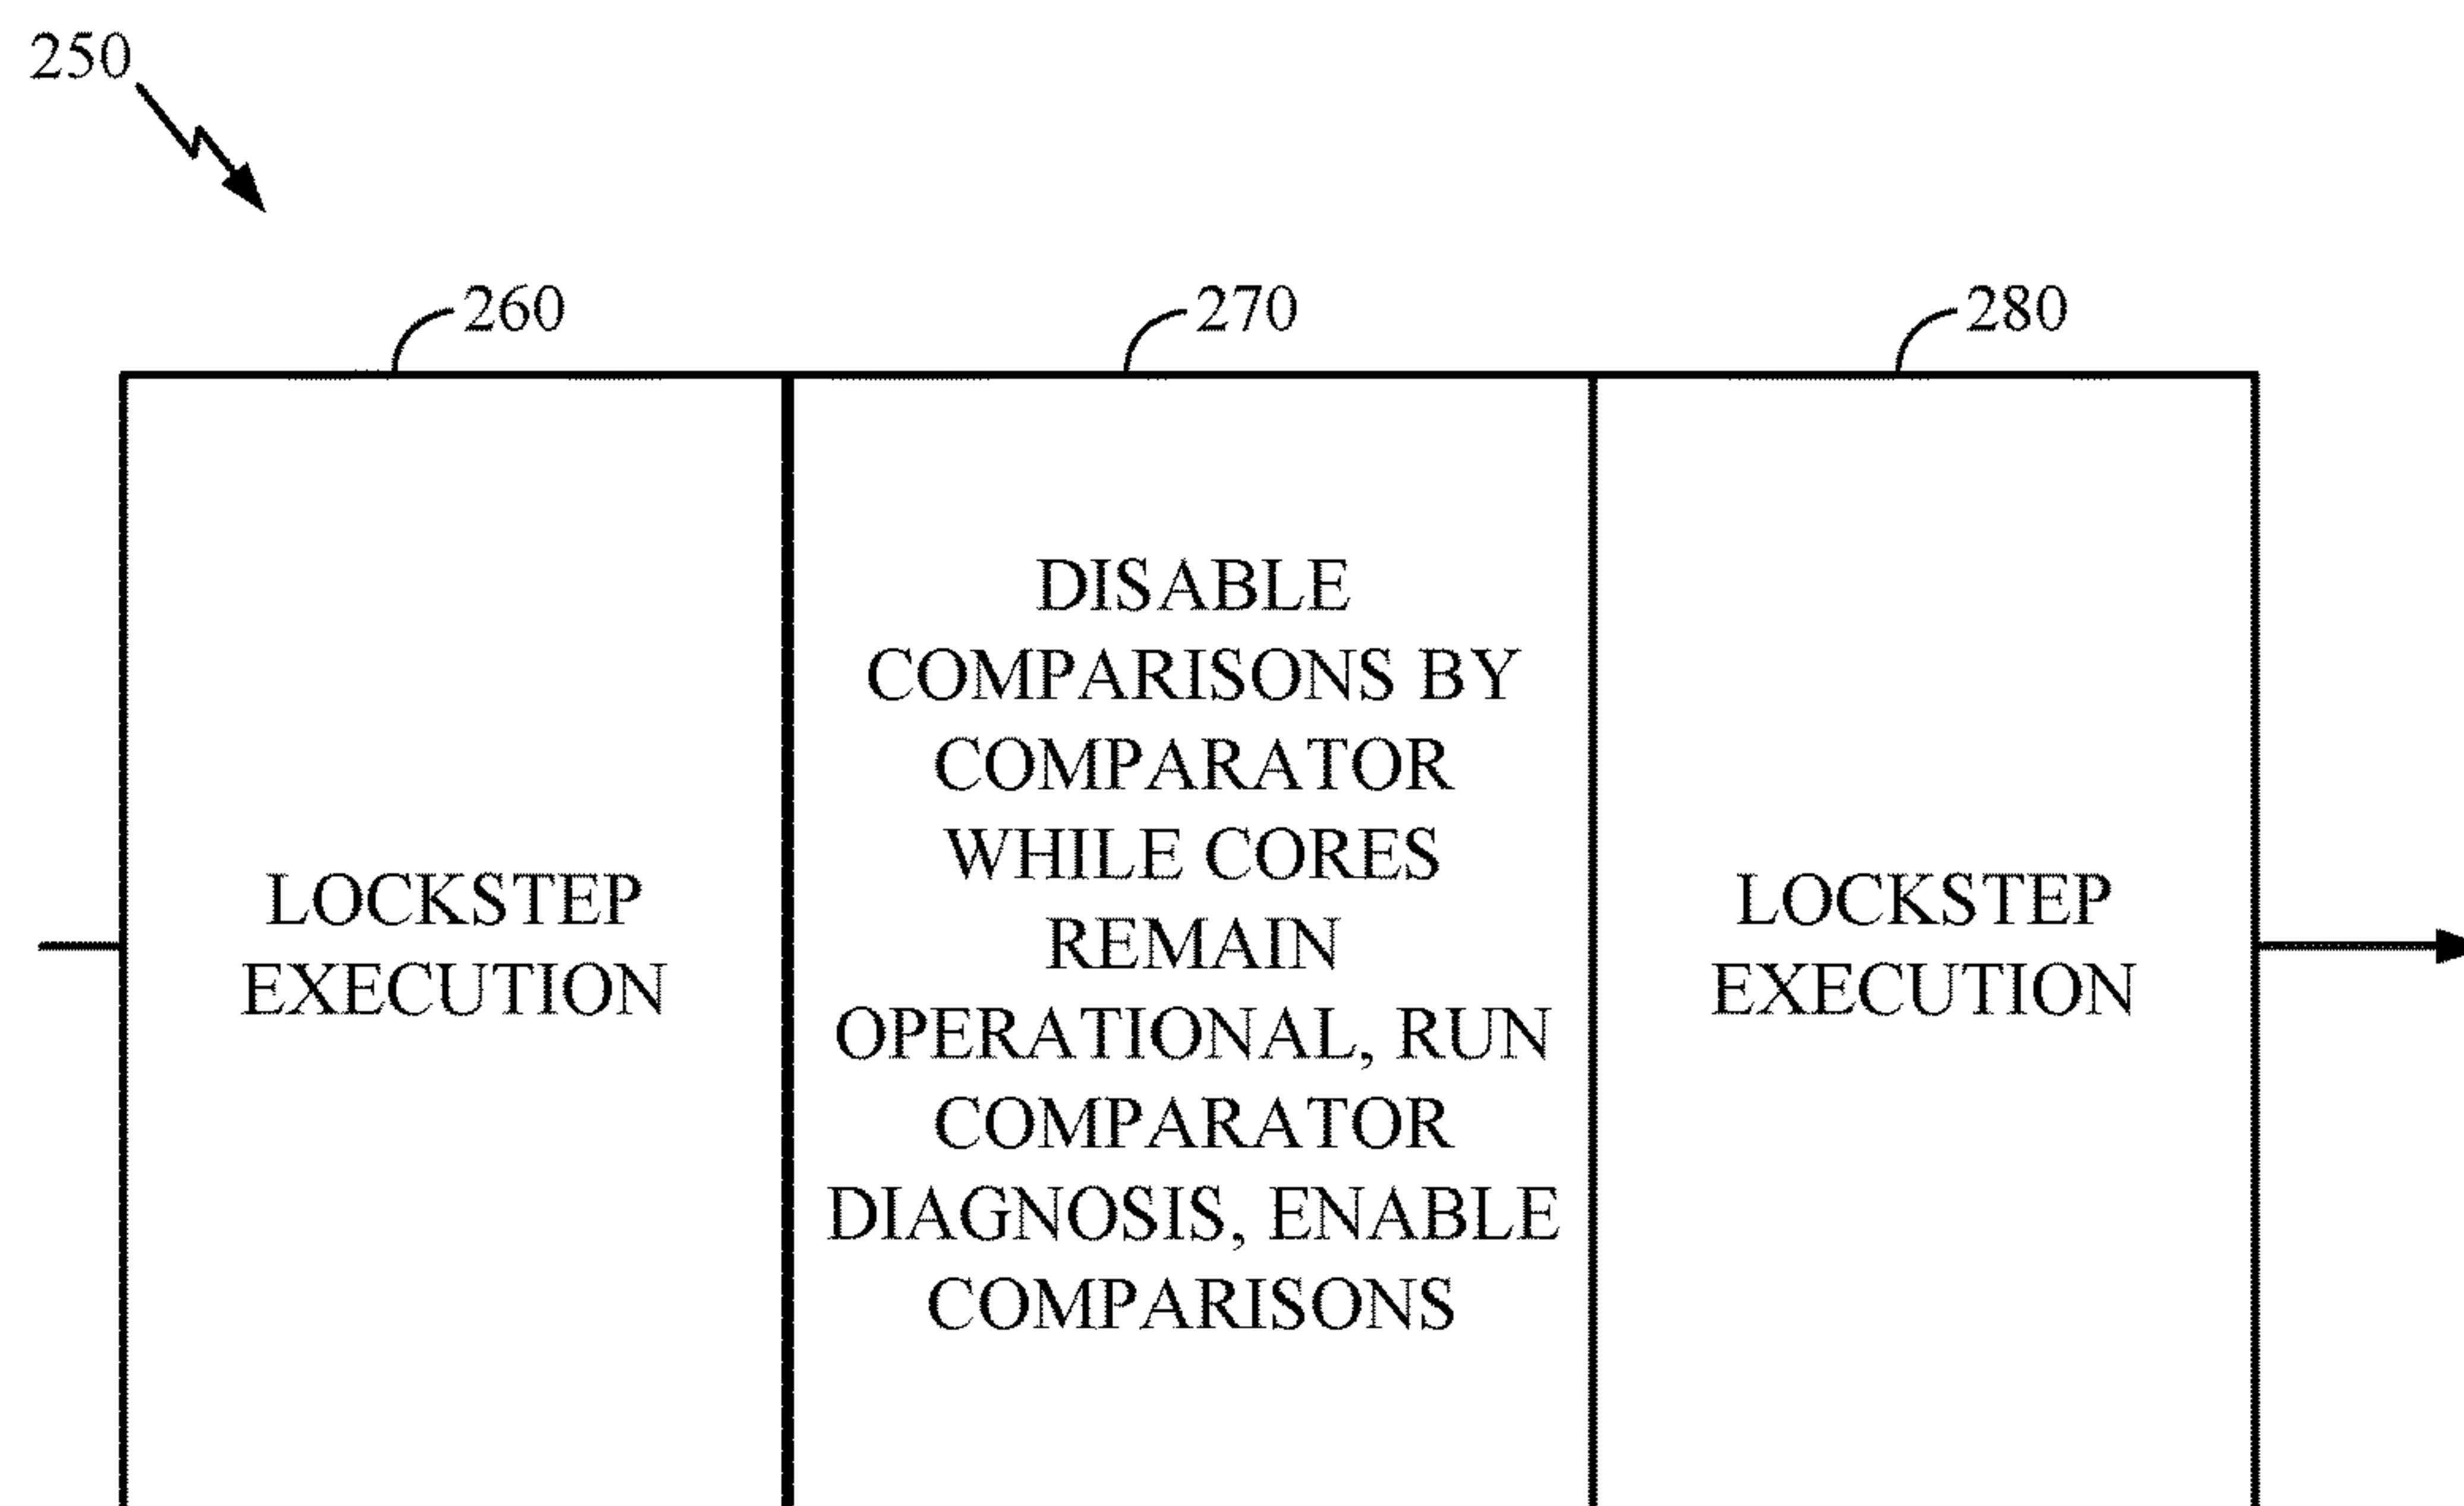 250
260
270
280
LOCKSTEP
EXECUTION
DISABLE
COMPARISONS BY
COMPARATOR
WHILE CORES
REMAIN
OPERATIONAL, RUN
COMPARATOR
DIAGNOSIS, ENABLE
COMPARISONS
LOCKSTEP
EXECUTION